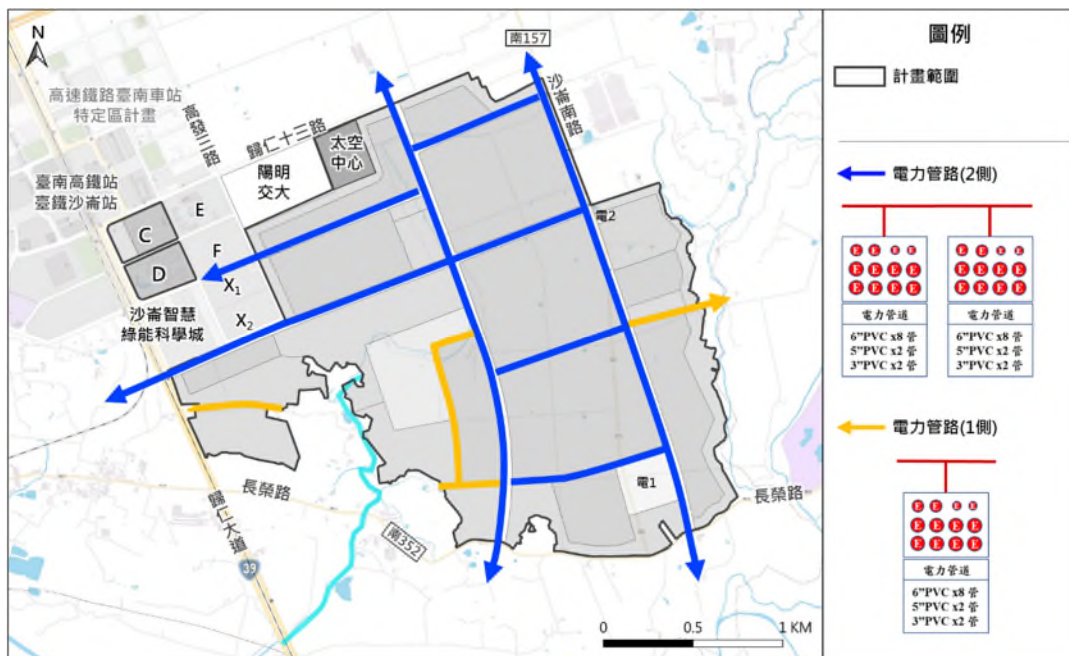 N
南157
高速鐵路臺南車站
特定區計畫
高發三路
歸仁十三路
沙崙南路
太空
中心
陽明
交大
臺南高鐵站
臺鐵沙崙站
C
D
E
F
X1
X2
沙崙智慧
綠能科學城
電2
電1
長榮路
長榮路
南352
歸仁大道
39
0
0.5
1 KM
圖例
計畫範圍
電力管路(2側)
E E E E
E E E E
E E E E
電力管道
6"PVC x8 管
5"PVC x2 管
3"PVC x2 管
E E E E
E E E E
E E E E
電力管道
6"PVC x8 管
5"PVC x2 管
3"PVC x2 管
電力管路(1側)
E E E E
E E E E
E E E E
電力管道
6"PVC x8 管
5"PVC x2 管
3"PVC x2 管